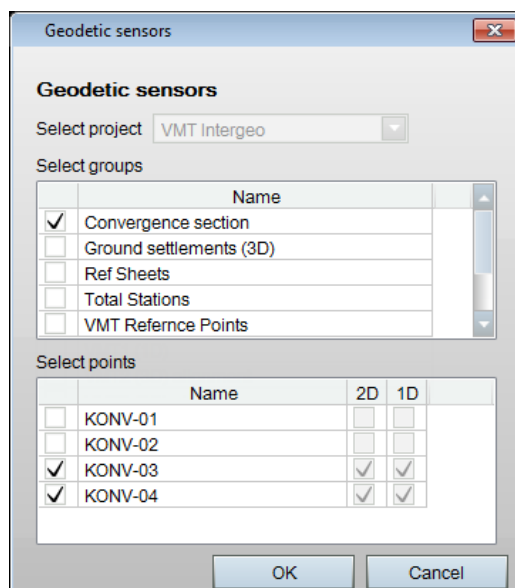 Geodetic sensors
Geodetic sensors
Select project VMT Intergeo
Select groups
Name
Convergence section
Ground settlements (3D)
Ref Sheets
Total Stations
VMT Refernce Points
Select points
Name 2D 1D
KONV-01
KONV-02
KONV-03
KONV-04
OK Cancel